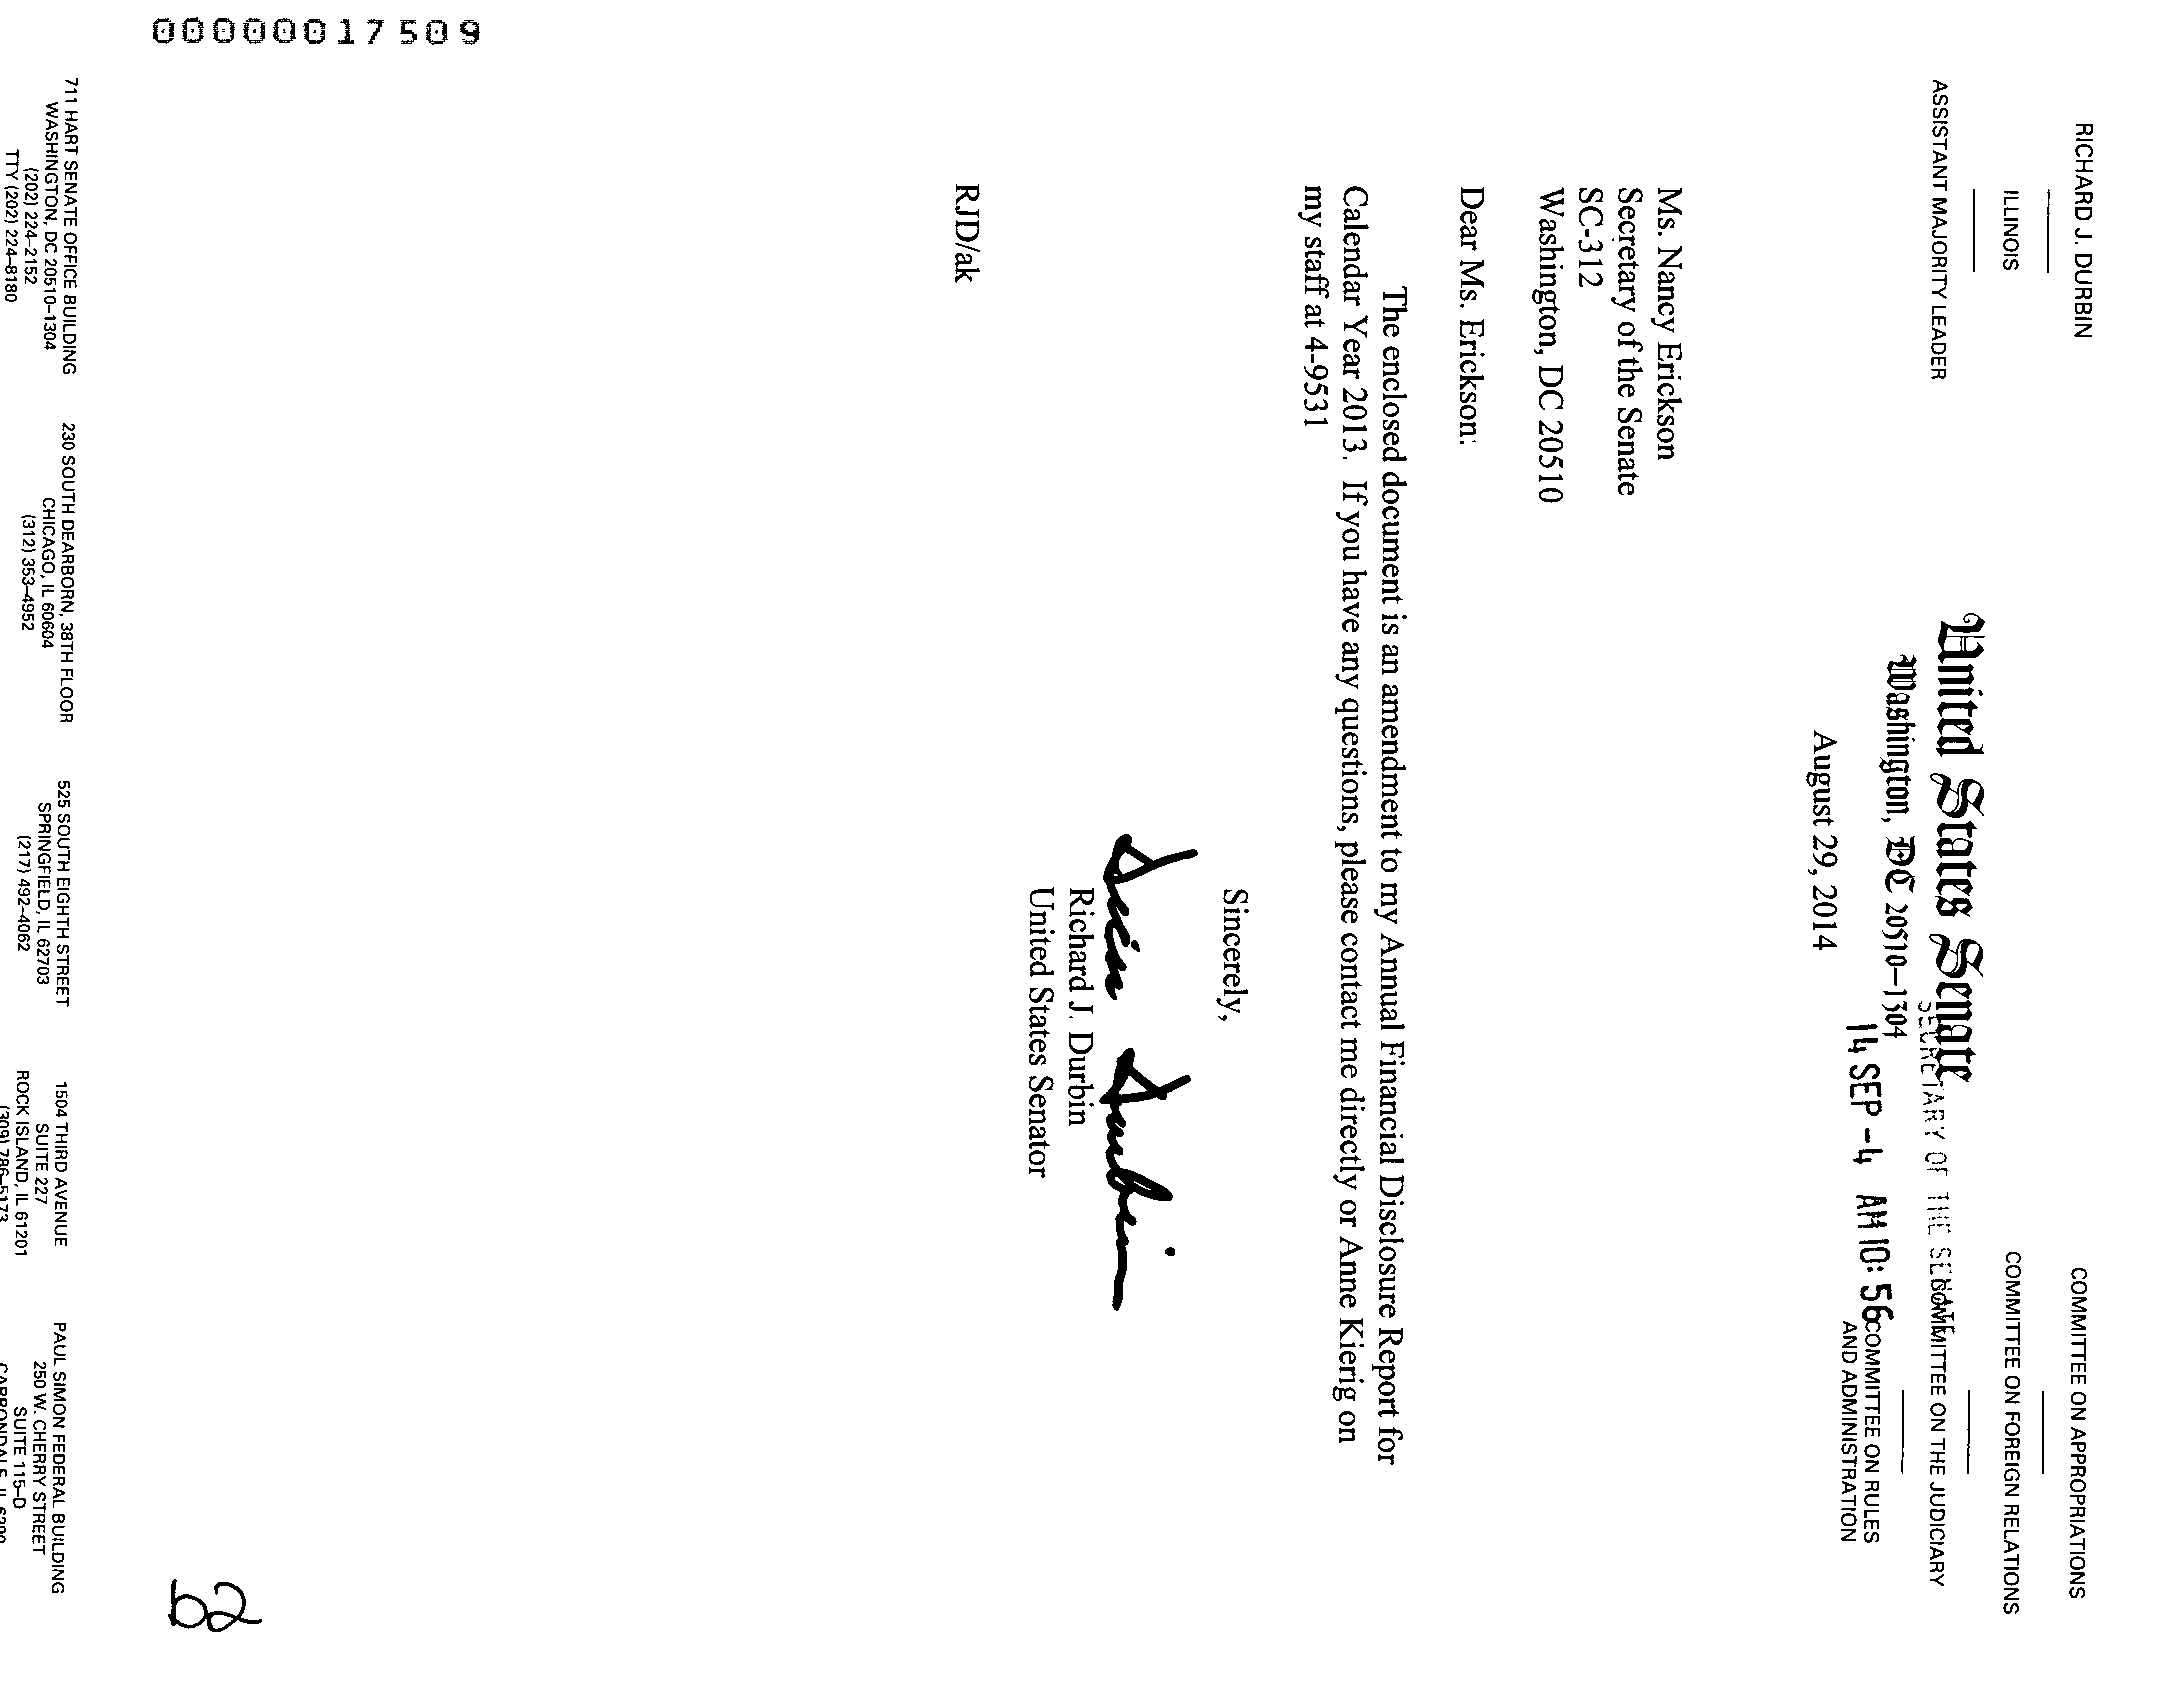 00000017509
RICHARD J. DURBIN
ILLINOIS
ASSISTANT MAJORITY LEADER
United States Senate
Washington, DC 20510–1304
SECRETARY OF THE SENATE
14 SEP -4 AM 10:56
COMMITTEE ON APPROPRIATIONS
COMMITTEE ON FOREIGN RELATIONS
COMMITTEE ON THE JUDICIARY
COMMITTEE ON RULES
AND ADMINISTRATION
August 29, 2014
Ms. Nancy Erickson
Secretary of the Senate
SC-312
Washington, DC 20510
Dear Ms. Erickson:
The enclosed document is an amendment to my Annual Financial Disclosure Report for
Calendar Year 2013. If you have any questions, please contact me directly or Anne Kierig on
my staff at 4-9531
Sincerely,
Dick Durbin
Richard J. Durbin
United States Senator
RJD/ak
711 HART SENATE OFFICE BUILDING
WASHINGTON, DC 20510–1304
(202) 224–2152
TTY (202) 224–8180
230 SOUTH DEARBORN, 38TH FLOOR
CHICAGO, IL 60604
(312) 353–4952
525 SOUTH EIGHTH STREET
SPRINGFIELD, IL 62703
(217) 492–4062
1504 THIRD AVENUE
SUITE 227
ROCK ISLAND, IL 61201
(309) 786–5173
PAUL SIMON FEDERAL BUILDING
250 W. CHERRY STREET
SUITE 115–D
CARBONDALE, IL